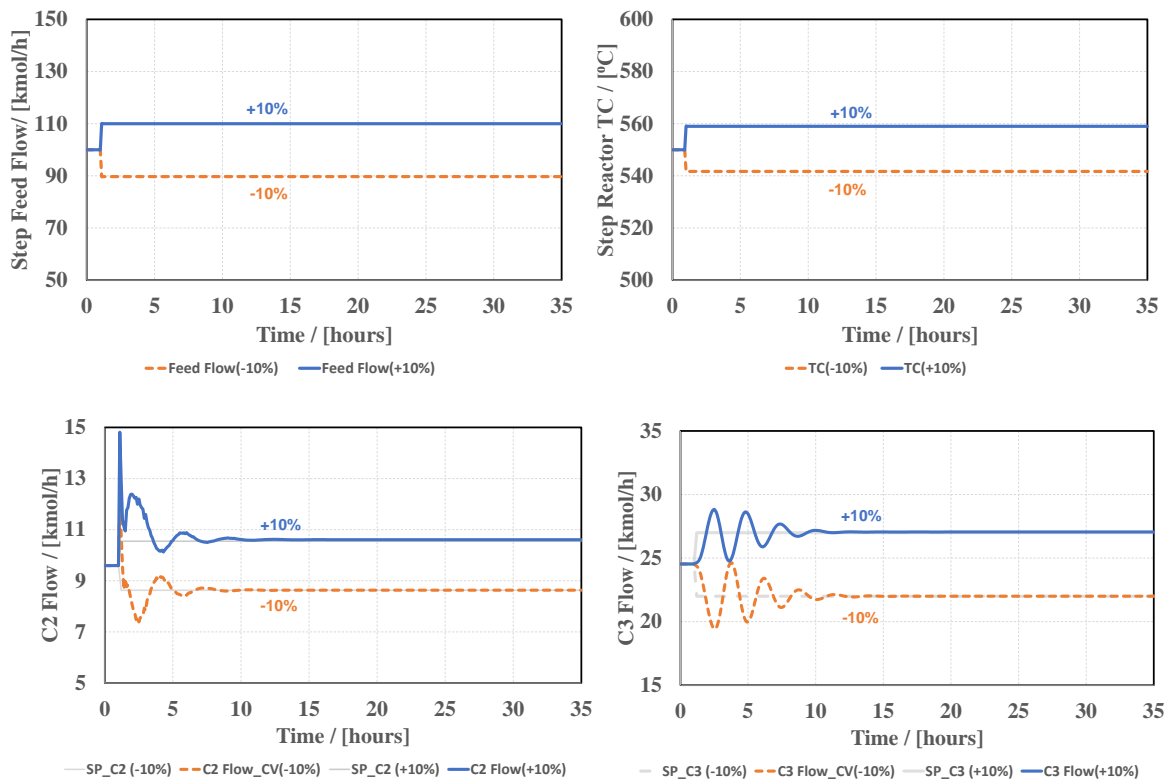 Step Feed Flow/ [kmol/h]
150
130
110
90
70
50
+10%
-10%
0 5 10 15 20 25 30 35
Time / [hours]
Feed Flow(-10%) Feed Flow(+10%)
Step Reactor TC / [ºC]
600
580
560
540
520
500
+10%
-10%
0 5 10 15 20 25 30 35
Time / [hours]
TC(-10%) TC(+10%)
C2 Flow / [kmol/h]
15
13
11
9
7
5
+10%
-10%
0 5 10 15 20 25 30 35
Time / [hours]
SP_C2 (-10%) C2 Flow_CV(-10%) SP_C2 (+10%) C2 Flow(+10%)
C3 Flow / [kmol/h]
35
31
27
23
19
15
+10%
-10%
0 5 10 15 20 25 30 35
Time / [hours]
SP_C3 (-10%) C3 Flow_CV(-10%) SP_C3 (+10%) C3 Flow(+10%)